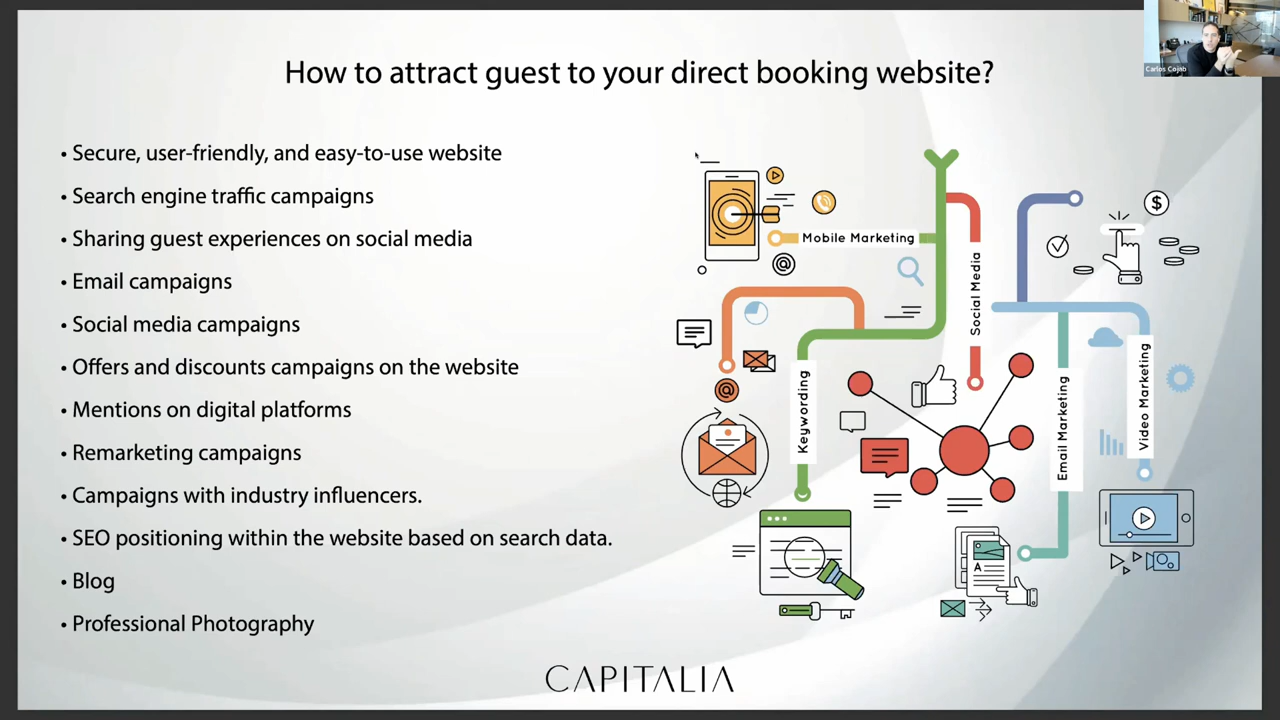 How to attract guest to your direct booking website?
• Secure, user-friendly, and easy-to-use website
• Search engine traffic campaigns
• Sharing guest experiences on social media
• Email campaigns
• Social media campaigns
• Offers and discounts campaigns on the website
• Mentions on digital platforms
• Remarketing campaigns
• Campaigns with industry influencers.
• SEO positioning within the website based on search data.
• Blog
• Professional Photography
Mobile Marketing
Social Media
Keywording
Email Marketing
Video Marketing
$
@
@
A
CAPITALIA
Carlos Cojab